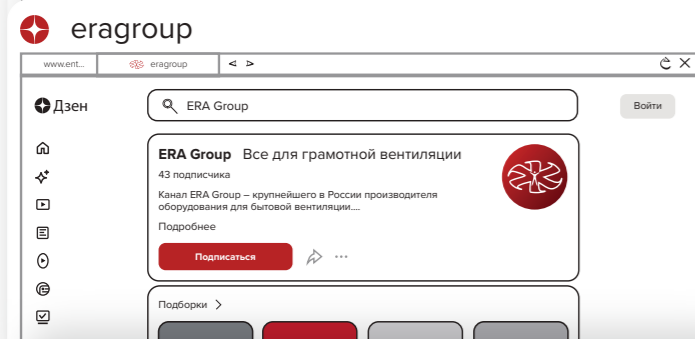 eragroup
www.ent...
eragroup
Дзен
ERA Group
Войти
ERA Group Все для грамотной вентиляции
43 подписчика
Канал ERA Group – крупнейшего в России производителя
оборудования для бытовой вентиляции....
Подробнее
Подписаться
Подборки